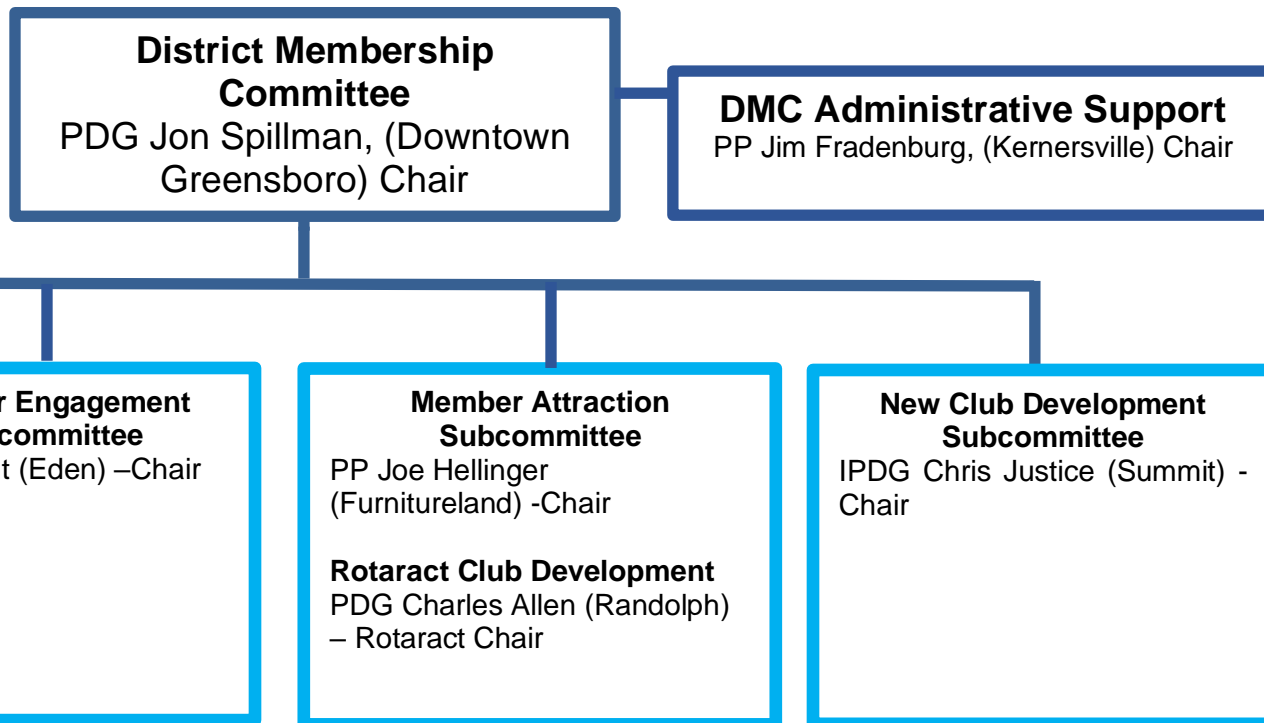 District Membership
Committee
PDG Jon Spillman, (Downtown
Greensboro) Chair
DMC Administrative Support
PP Jim Fradenburg, (Kernersville) Chair
Engagement
committee
(Eden) –Chair
Member Attraction
Subcommittee
PP Joe Hellinger
(Furnitureland) -Chair
Rotaract Club Development
PDG Charles Allen (Randolph)
– Rotaract Chair
New Club Development
Subcommittee
IPDG Chris Justice (Summit) -
Chair